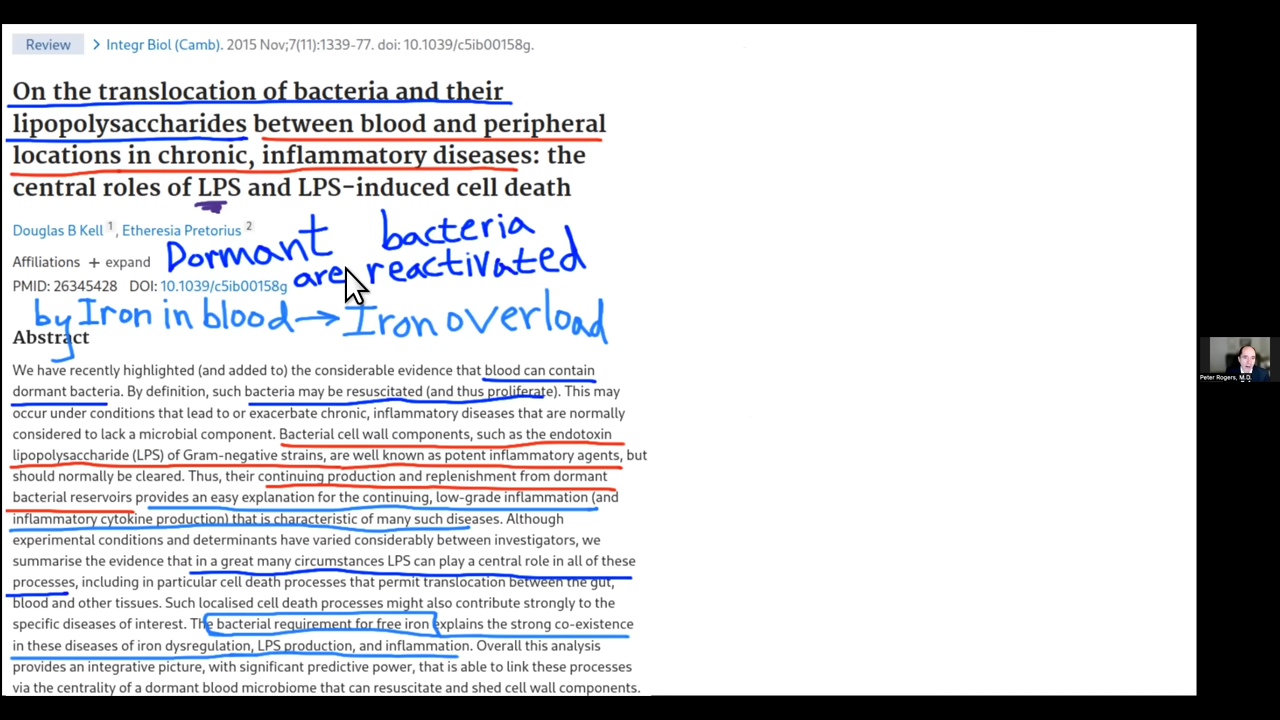 Review > Integr Biol (Camb). 2015 Nov;7(11):1339-77. doi: 10.1039/c5ib00158g.
On the translocation of bacteria and their
lipopolysaccharides between blood and peripheral
locations in chronic, inflammatory diseases: the
central roles of LPS and LPS-induced cell death
Douglas B Kell 1, Etheresia Pretorius 2
Dormant bacteria
are reactivated
Affiliations + expand
PMID: 26345428 DOI: 10.1039/c5ib00158g
by Iron in blood → Iron overload
Abstract
We have recently highlighted (and added to) the considerable evidence that blood can contain
dormant bacteria. By definition, such bacteria may be resuscitated (and thus proliferate). This may
occur under conditions that lead to or exacerbate chronic, inflammatory diseases that are normally
considered to lack a microbial component. Bacterial cell wall components, such as the endotoxin
lipopolysaccharide (LPS) of Gram-negative strains, are well known as potent inflammatory agents, but
should normally be cleared. Thus, their continuing production and replenishment from dormant
bacterial reservoirs provides an easy explanation for the continuing, low-grade inflammation (and
inflammatory cytokine production) that is characteristic of many such diseases. Although
experimental conditions and determinants have varied considerably between investigators, we
summarise the evidence that in a great many circumstances LPS can play a central role in all of these
processes, including in particular cell death processes that permit translocation between the gut,
blood and other tissues. Such localised cell death processes might also contribute strongly to the
specific diseases of interest. The bacterial requirement for free iron explains the strong co-existence
in these diseases of iron dysregulation, LPS production, and inflammation. Overall this analysis
provides an integrative picture, with significant predictive power, that is able to link these processes
via the centrality of a dormant blood microbiome that can resuscitate and shed cell wall components.
Peter Rogers, M.D.